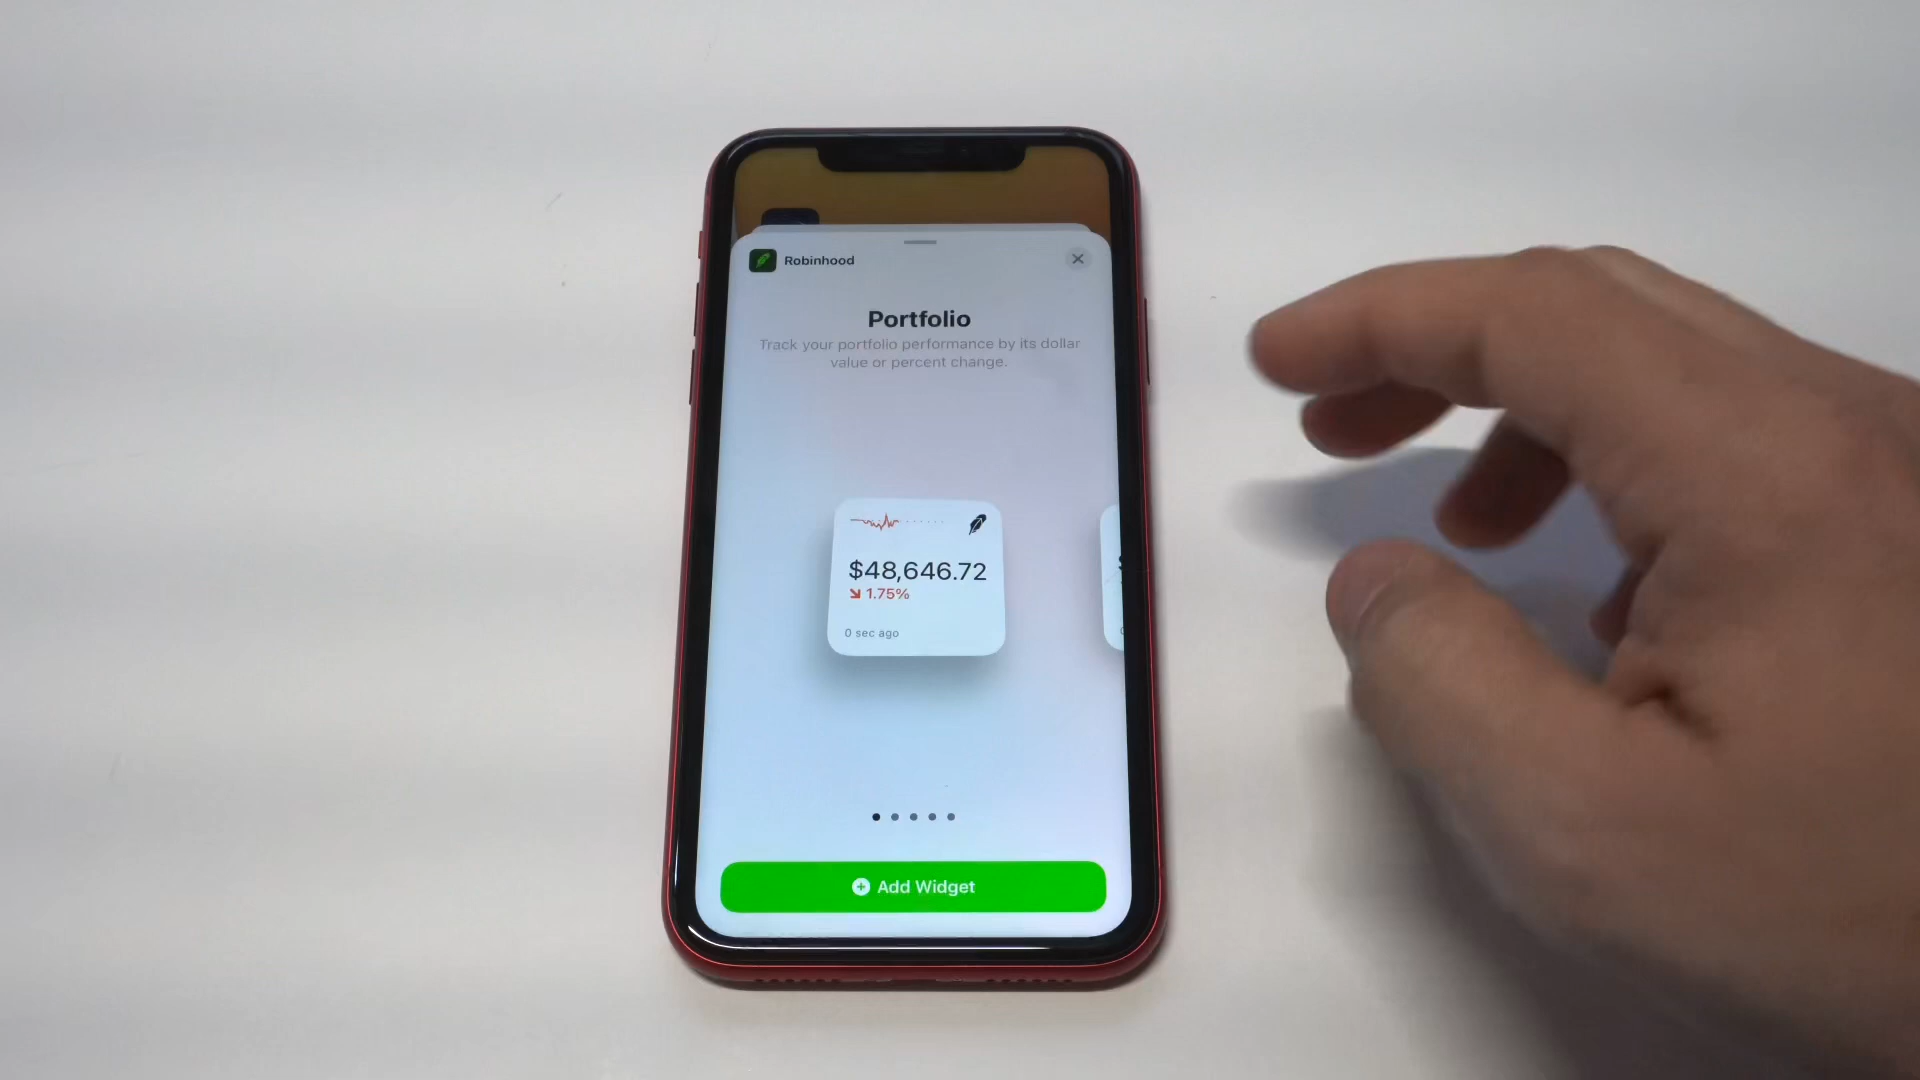 Robinhood
Portfolio
Track your portfolio performance by its dollar
value or percent change.
$48,646.72
1.75%
0 sec ago
Add Widget